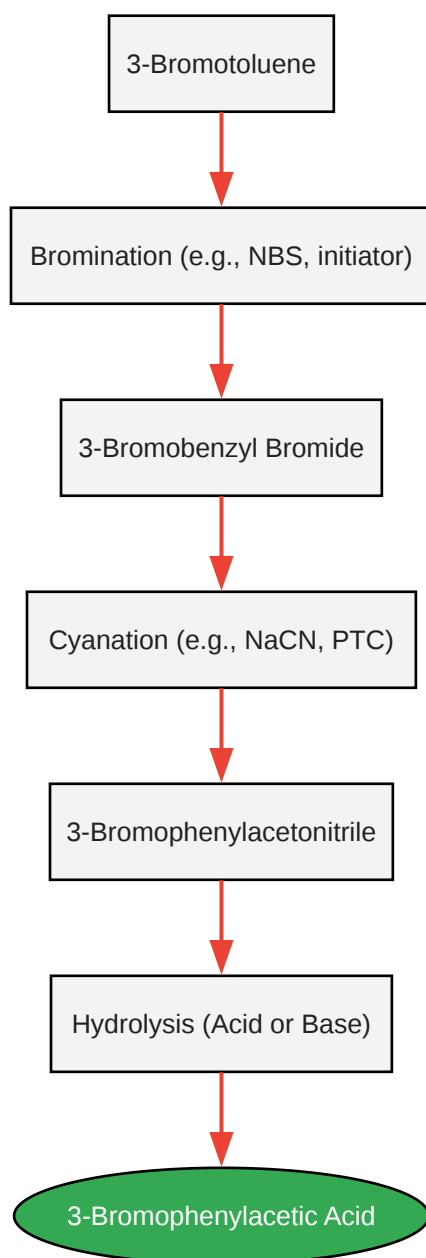 3-Bromotoluene
Bromination (e.g., NBS, initiator)
3-Bromobenzyl Bromide
Cyanation (e.g., NaCN, PTC)
3-Bromophenylacetonitrile
Hydrolysis (Acid or Base)
3-Bromophenylacetic Acid